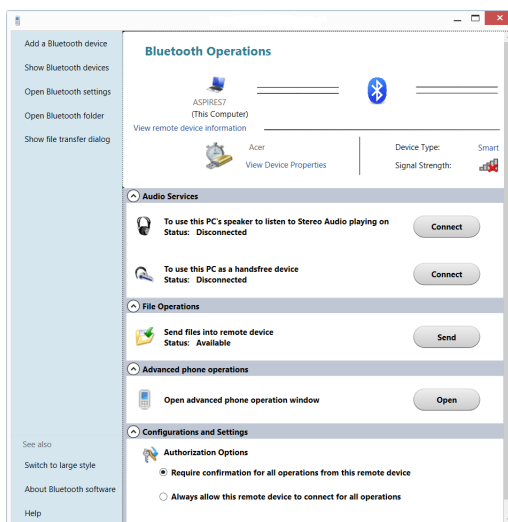 Add a Bluetooth device
Show Bluetooth devices
Open Bluetooth settings
Open Bluetooth folder
Show file transfer dialog
See also
Switch to large style
About Bluetooth software
Help
Bluetooth Operations
ASPIRES7
(This Computer)
View remote device information
Acer
View Device Properties
Device Type: Smart
Signal Strength:
Audio Services
To use this PC's speaker to listen to Stereo Audio playing on
Status: Disconnected
Connect
To use this PC as a handsfree device
Status: Disconnected
Connect
File Operations
Send files into remote device
Status: Available
Send
Advanced phone operations
Open advanced phone operation window
Open
Configurations and Settings
Authorization Options
Require confirmation for all operations from this remote device
Always allow this remote device to connect for all operations